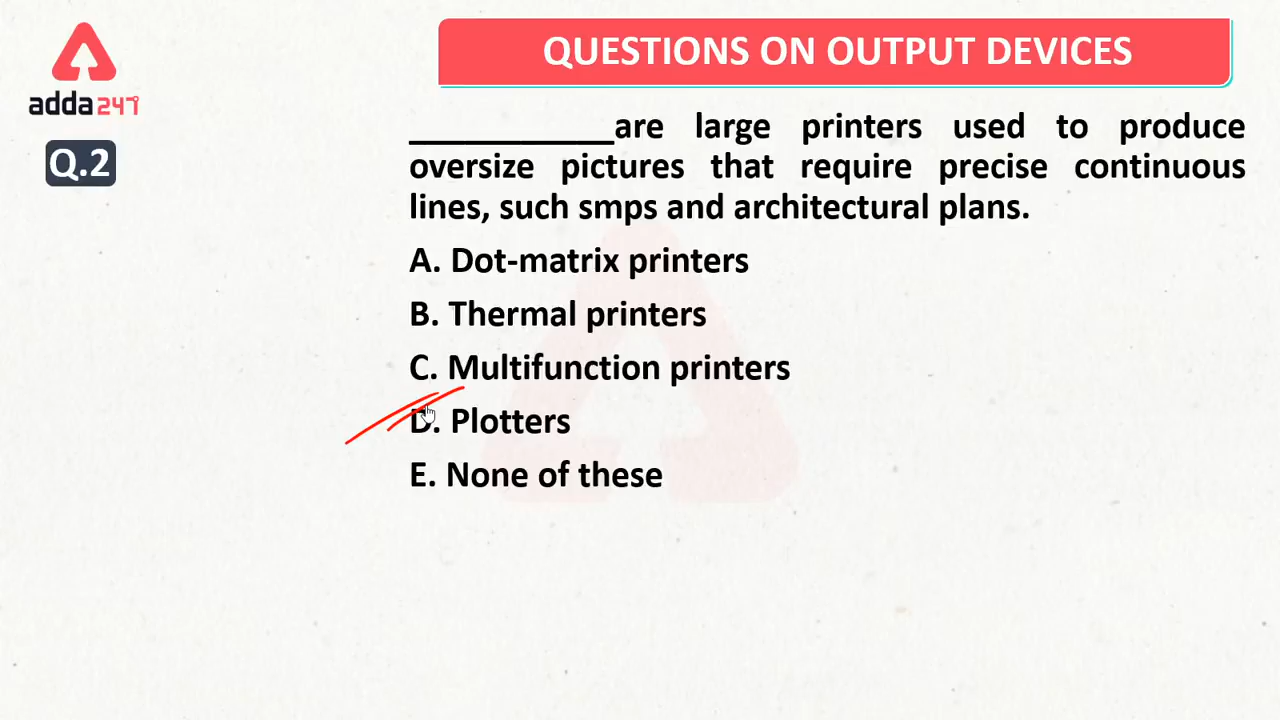 QUESTIONS ON OUTPUT DEVICES
adda247
Q.2
___________are large printers used to produce
oversize pictures that require precise continuous
lines, such smps and architectural plans.
A. Dot-matrix printers
B. Thermal printers
C. Multifunction printers
D. Plotters
E. None of these